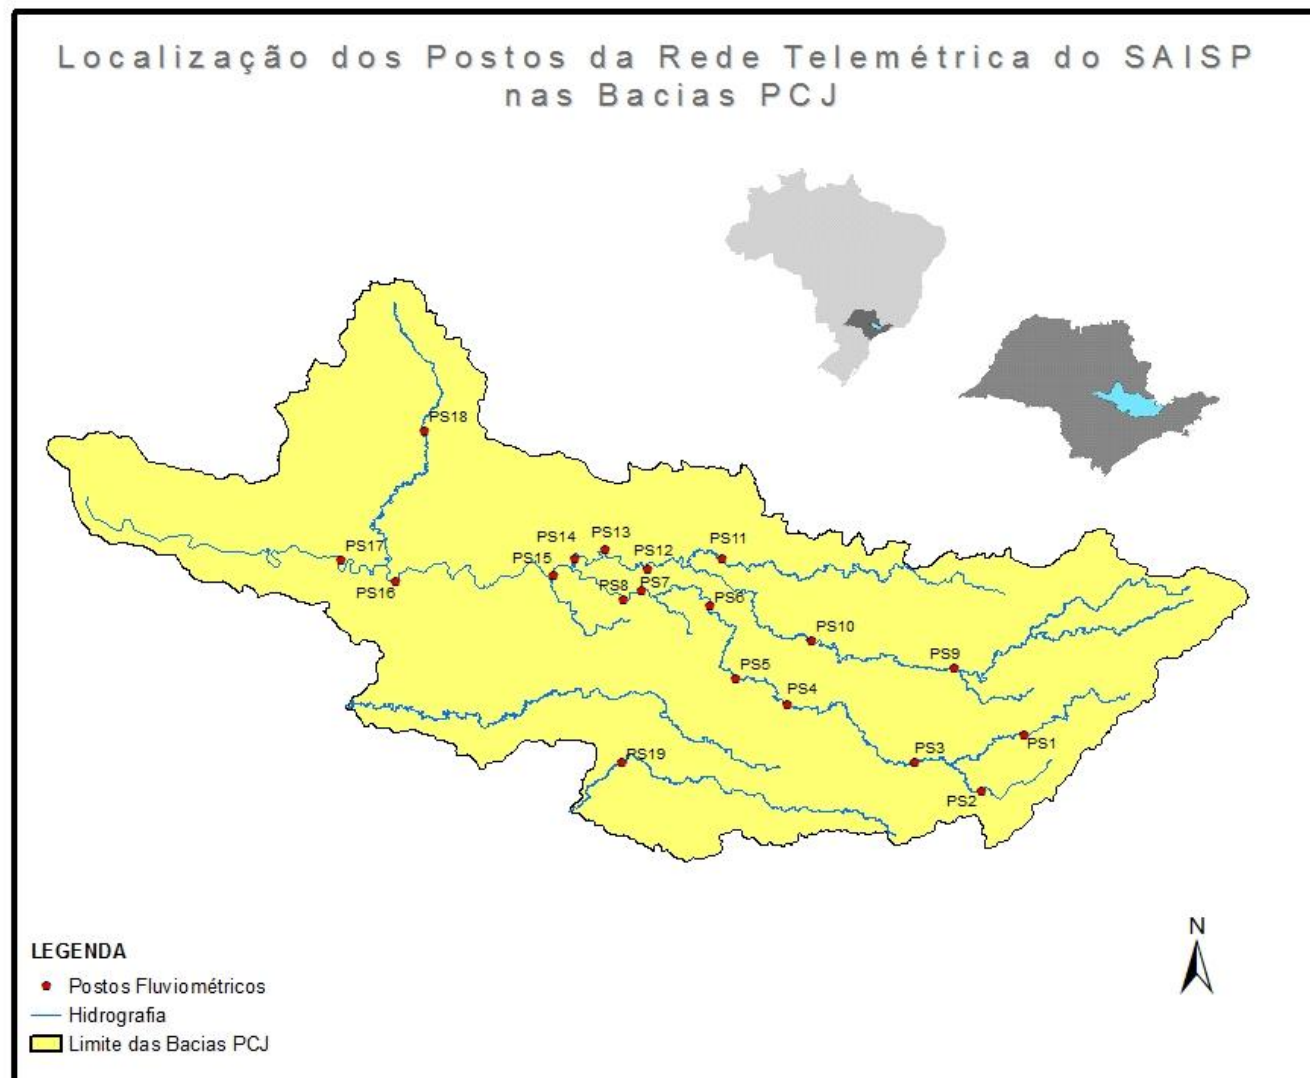 Localização dos Postos da Rede Telemétrica do SAISP
nas Bacias PCJ
PS18
PS17
PS16
PS14
PS13
PS15
PS12
PS11
PS8
PS7
PS6
PS10
PS9
PS5
PS4
PS3
PS1
PS2
PS19
N
LEGENDA
Postos Fluviométricos
Hidrografia
Limite das Bacias PCJ